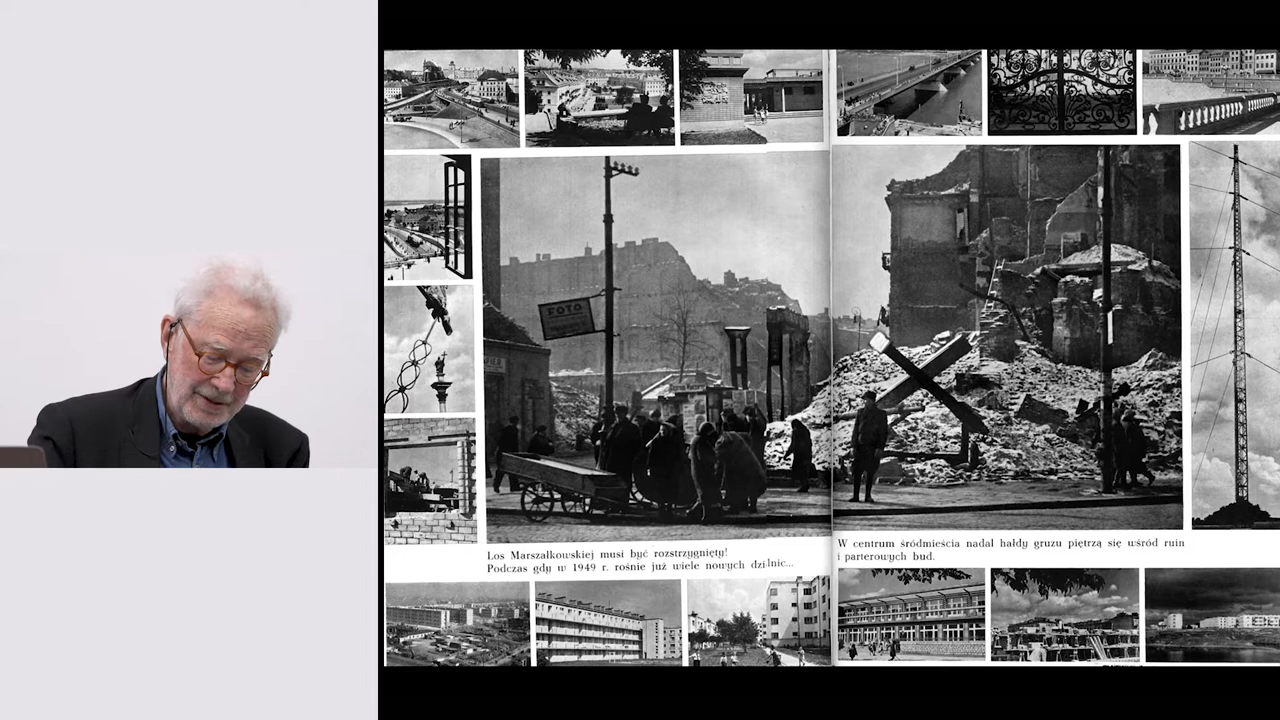 FOTO
Los Marszałkowskiej musi być rozstrzygnięty!
Podczas gdy w 1949 r. rośnie już wiele nowych dzielnic...
W centrum śródmieścia nadal hałdy gruzu piętrzą się wśród ruin
i parterowych bud.